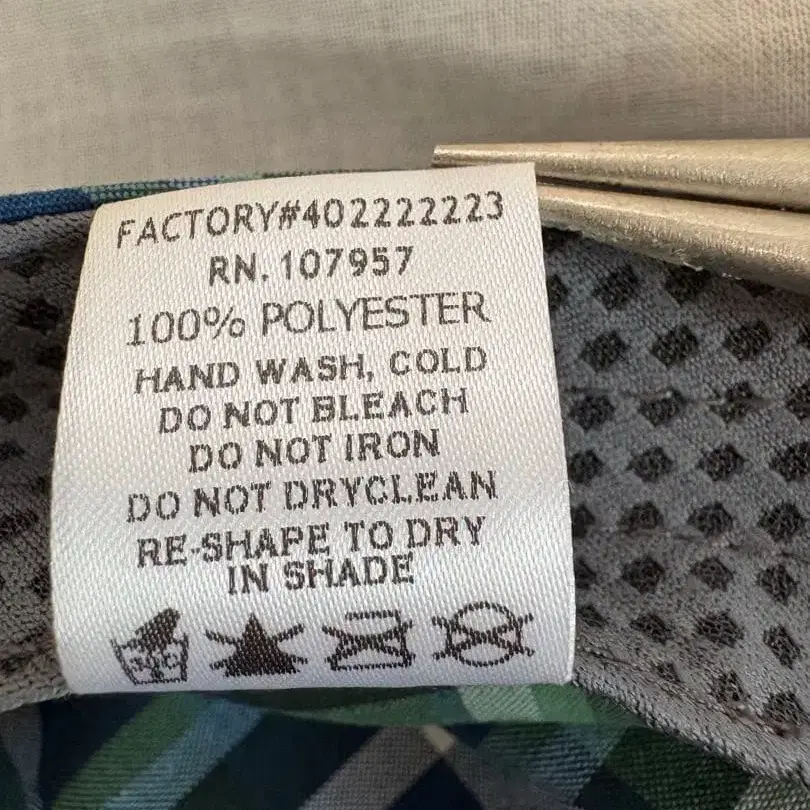 FACTORY#402222223
RN. 107957
100% POLYESTER
HAND WASH, COLD
DO NOT BLEACH
DO NOT IRON
DO NOT DRYCLEAN
RE-SHAPE TO DRY
IN SHADE
30C